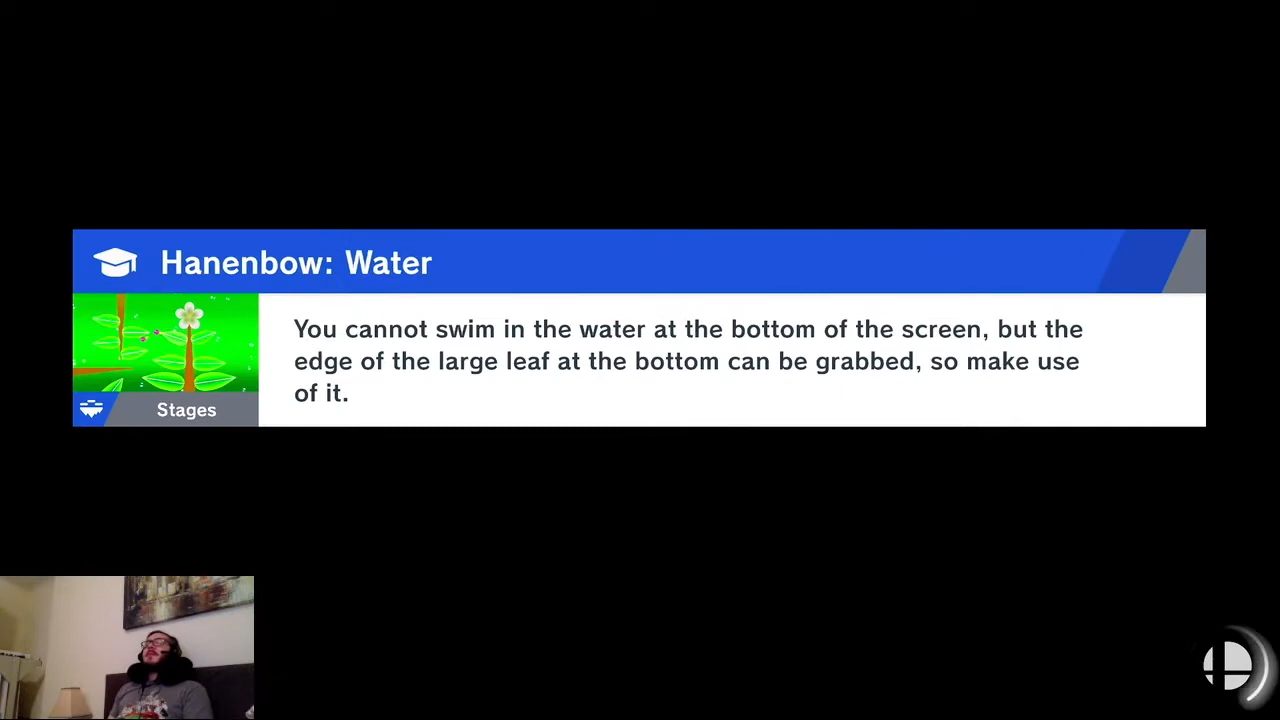 Hanenbow: Water
You cannot swim in the water at the bottom of the screen, but the
edge of the large leaf at the bottom can be grabbed, so make use
of it.
Stages